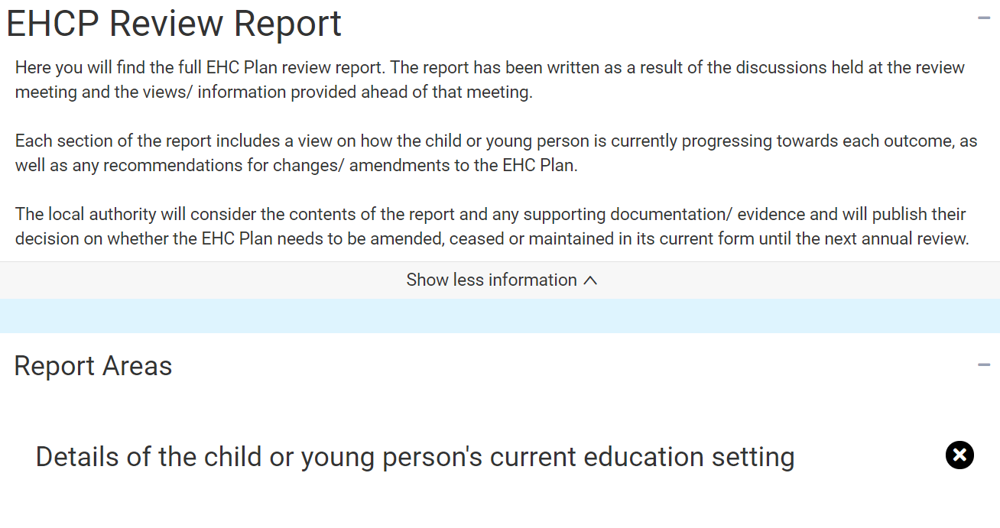 EHCP Review Report
Here you will find the full EHC Plan review report. The report has been written as a result of the discussions held at the review
meeting and the views/ information provided ahead of that meeting.
Each section of the report includes a view on how the child or young person is currently progressing towards each outcome, as
well as any recommendations for changes/ amendments to the EHC Plan.
The local authority will consider the contents of the report and any supporting documentation/ evidence and will publish their
decision on whether the EHC Plan needs to be amended, ceased or maintained in its current form until the next annual review.
Show less information
Report Areas
Details of the child or young person's current education setting